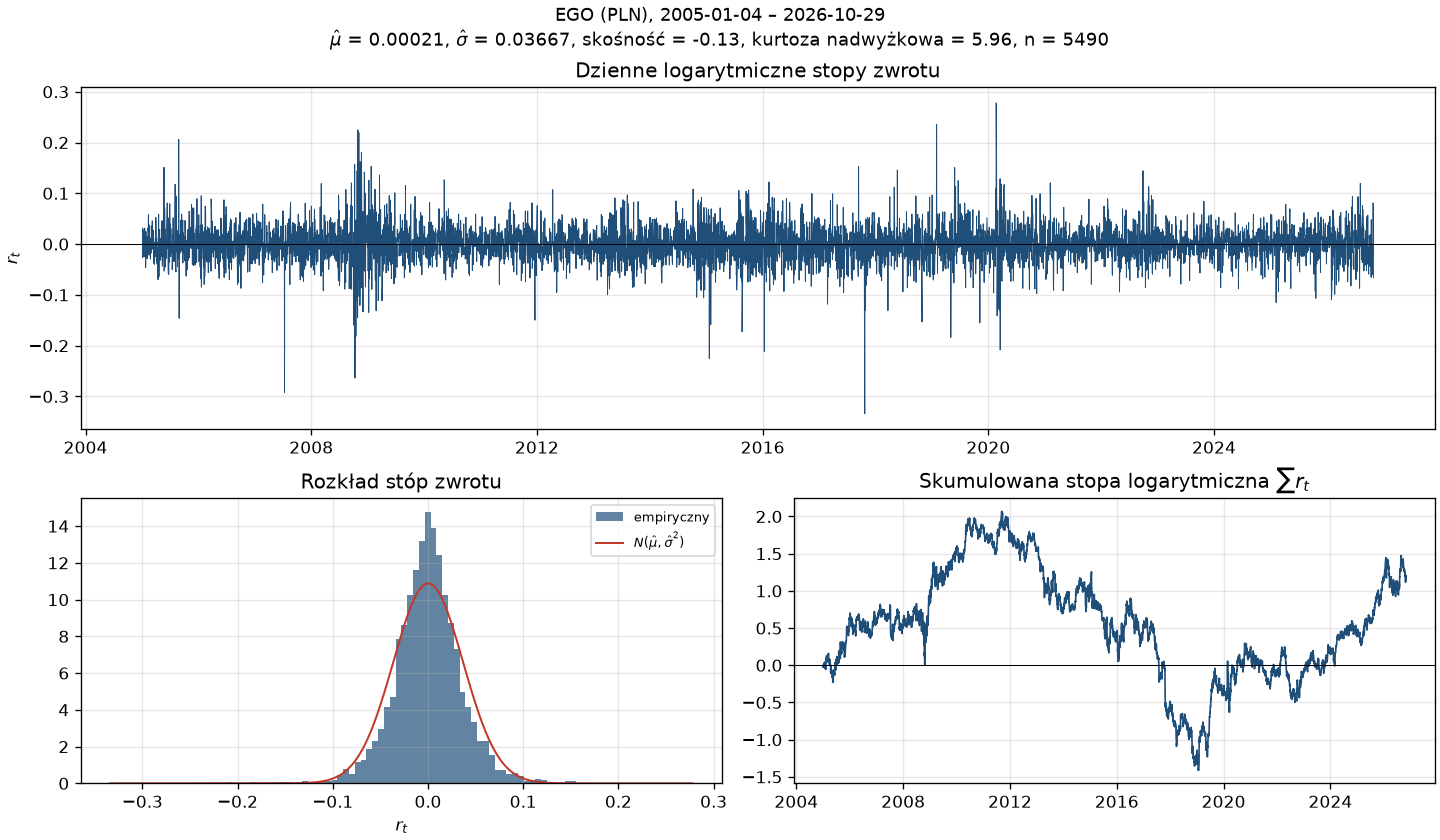 EGO (PLN), 2005-01-04 – 2026-10-29
μ̂ = 0.00021, σ̂ = 0.03667, skośność = -0.13, kurtoza nadwyżkowa = 5.96, n = 5490
Dzienne logarytmiczne stopy zwrotu
0.3
0.2
0.1
0.0
−0.1
−0.2
−0.3
r_t
2004 2008 2012 2016 2020 2024
Rozkład stóp zwrotu
14
12
10
8
6
4
2
0
empiryczny
N(μ̂, σ̂²)
−0.3 −0.2 −0.1 0.0 0.1 0.2 0.3
r_t
Skumulowana stopa logarytmiczna ∑r_t
2.0
1.5
1.0
0.5
0.0
−0.5
−1.0
−1.5
2004 2008 2012 2016 2020 2024